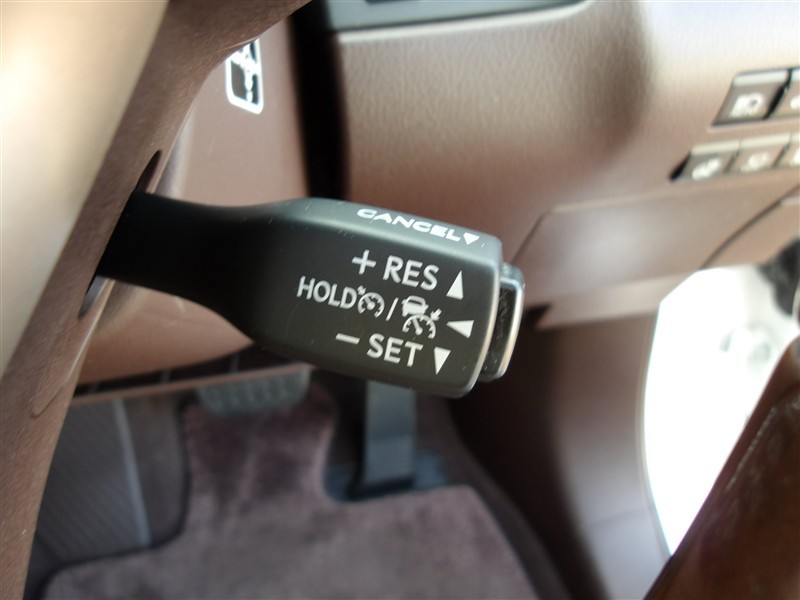 CANCEL▼
+ RES ▲
HOLD / ◀
− SET ▼